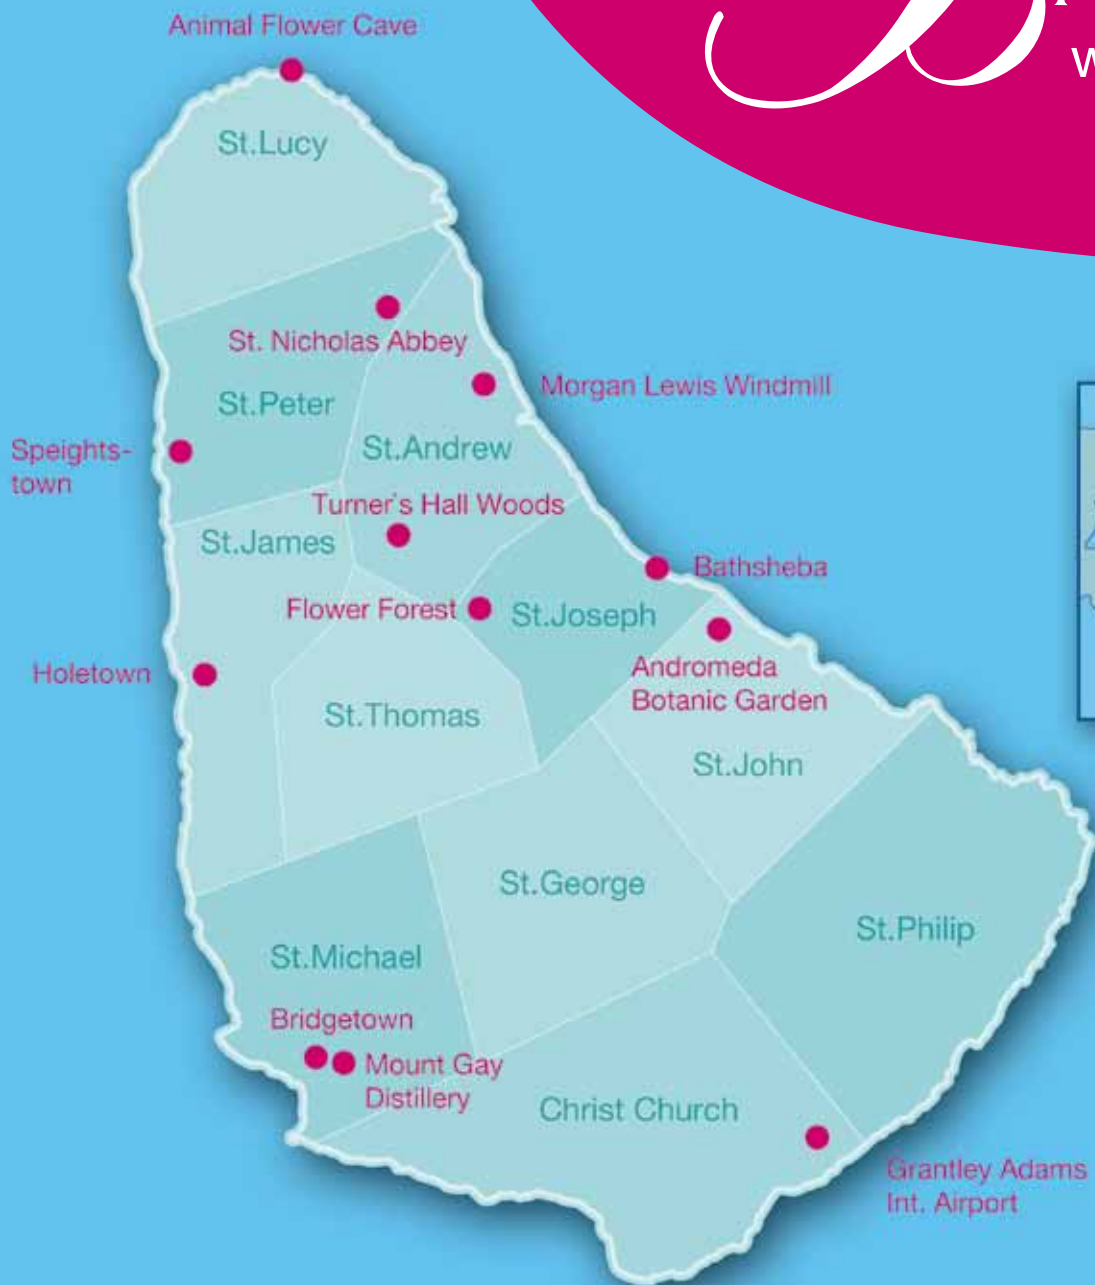 Animal Flower Cave
St.Lucy
St. Nicholas Abbey
St.Peter
Morgan Lewis Windmill
Speights-
town
St.Andrew
Turner's Hall Woods
St.James
Bathsheba
Flower Forest
St.Joseph
Holetown
Andromeda
Botanic Garden
St.Thomas
St.John
St.George
St.Philip
St.Michael
Bridgetown
Mount Gay
Distillery
Christ Church
Grantley Adams
Int. Airport